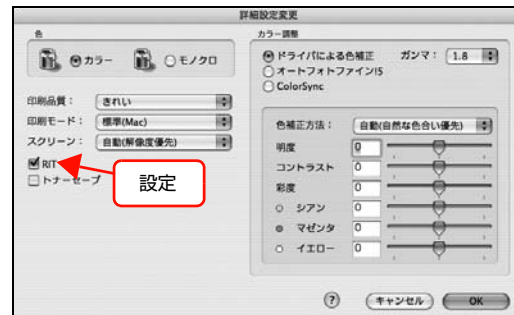 詳細設定変更
色
カラー
モノクロ
印刷品質： きれい
印刷モード： 標準(Mac)
スクリーン： 自動(解像度優先)
RIT
トナーセーブ
設定
カラー調整
ドライバによる色補正 ガンマ： 1.8
オートフォトファイン!5
ColorSync
色補正方法： 自動(自然な色合い優先)
明度 0
コントラスト 0
彩度 0
シアン 0
マゼンタ 0
イエロー 0
? キャンセル OK